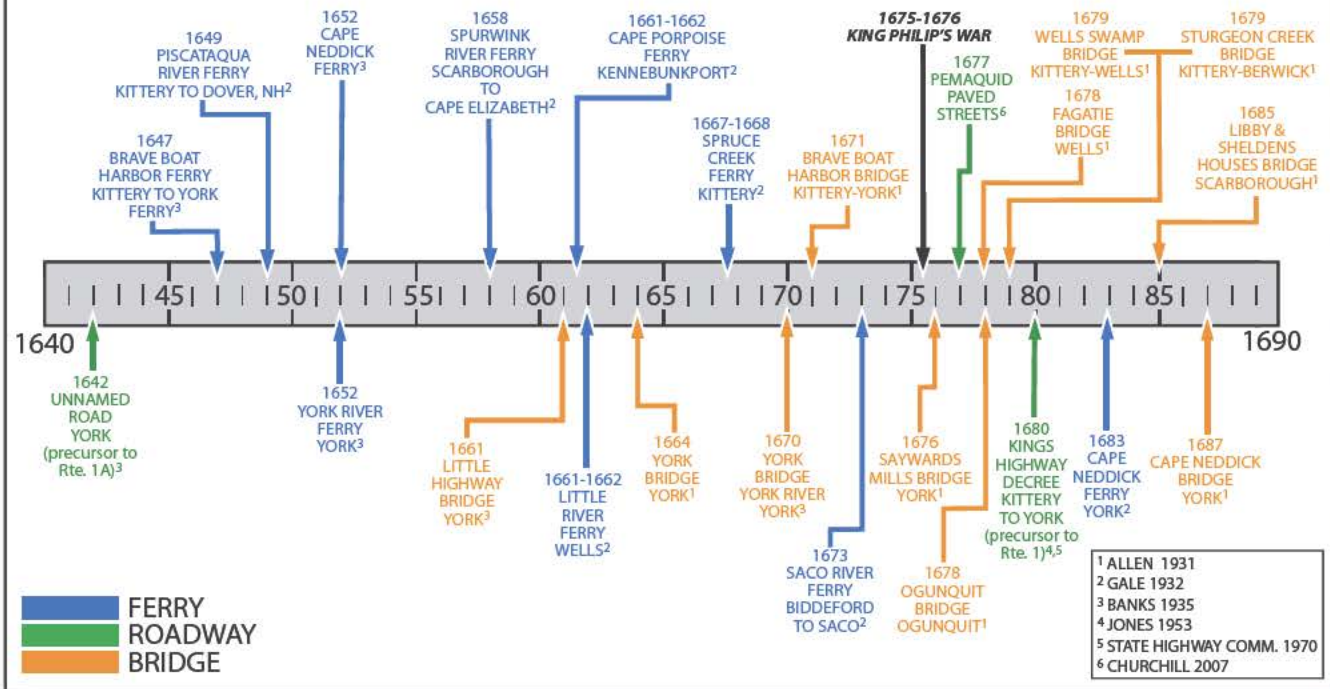 1647
BRAVE BOAT
HARBOR FERRY
KITTERY TO YORK
FERRY³
1649
PISCATAQUA
RIVER FERRY
KITTERY TO DOVER, NH²
1652
CAPE
NEDDICK
FERRY³
1658
SPURWINK
RIVER FERRY
SCARBOROUGH
TO
CAPE ELIZABETH²
1661-1662
CAPE PORPOISE
FERRY
KENNEBUNKPORT²
1667-1668
SPRUCE
CREEK
FERRY
KITTERY²
1671
BRAVE BOAT
HARBOR BRIDGE
KITTERY-YORK¹
1675-1676
KING PHILIP'S WAR
1677
PEMAQUID
PAVED
STREETS⁶
1679
WELLS SWAMP
BRIDGE
KITTERY-WELLS¹
1678
FAGATIE
BRIDGE
WELLS¹
1679
STURGEON CREEK
BRIDGE
KITTERY-BERWICK¹
1685
LIBBY &
SHELDENS
HOUSES BRIDGE
SCARBOROUGH¹
45 50 55 60 65 70 75 80 85
1640 1690
1642
UNNAMED
ROAD
YORK
(precursor to
Rte. 1A)³
1652
YORK RIVER
FERRY
YORK³
1661
LITTLE
HIGHWAY
BRIDGE
YORK³
1661-1662
LITTLE
RIVER
FERRY
WELLS²
1664
YORK
BRIDGE
YORK¹
1670
YORK
BRIDGE
YORK RIVER
YORK³
1673
SACO RIVER
FERRY
BIDDEFORD
TO SACO²
1676
SAYWARDS
MILLS BRIDGE
YORK¹
1678
OGUNQUIT
BRIDGE
OGUNQUIT¹
1680
KINGS
HIGHWAY
DECREE
KITTERY
TO YORK
(precursor to
Rte. 1)⁴,⁵
1683
CAPE
NEDDICK
FERRY
YORK²
1687
CAPE NEDDICK
BRIDGE
YORK¹
FERRY
ROADWAY
BRIDGE
¹ ALLEN 1931
² GALE 1932
³ BANKS 1935
⁴ JONES 1953
⁵ STATE HIGHWAY COMM. 1970
⁶ CHURCHILL 2007